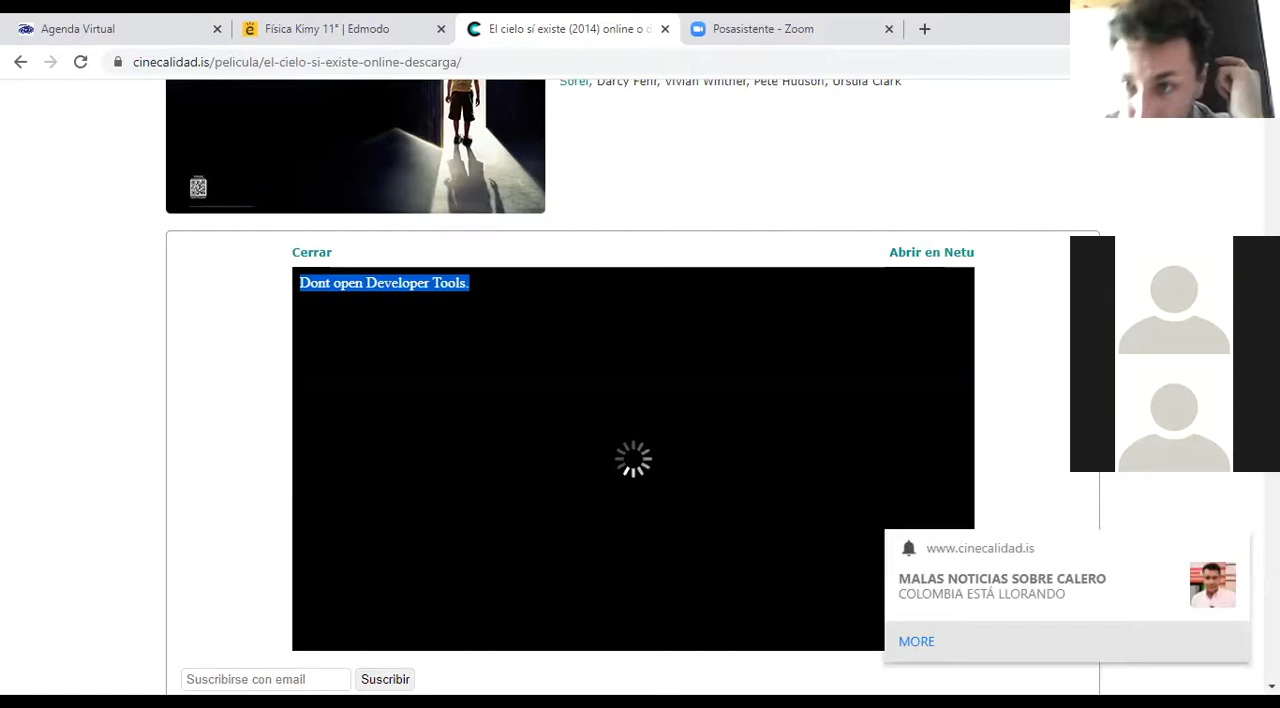 Agenda Virtual
Física Kimy 11° | Edmodo
El cielo sí existe (2014) online o d
Posasistente - Zoom
cinecalidad.is/pelicula/el-cielo-si-existe-online-descarga/
Sorel, Darcy Fehr, Vivian Winther, Pete Hudson, Ursula Clark
Cerrar
Abrir en Netu
Dont open Developer Tools.
www.cinecalidad.is
MALAS NOTICIAS SOBRE CALERO
COLOMBIA ESTÁ LLORANDO
MORE
Suscribirse con email
Suscribir